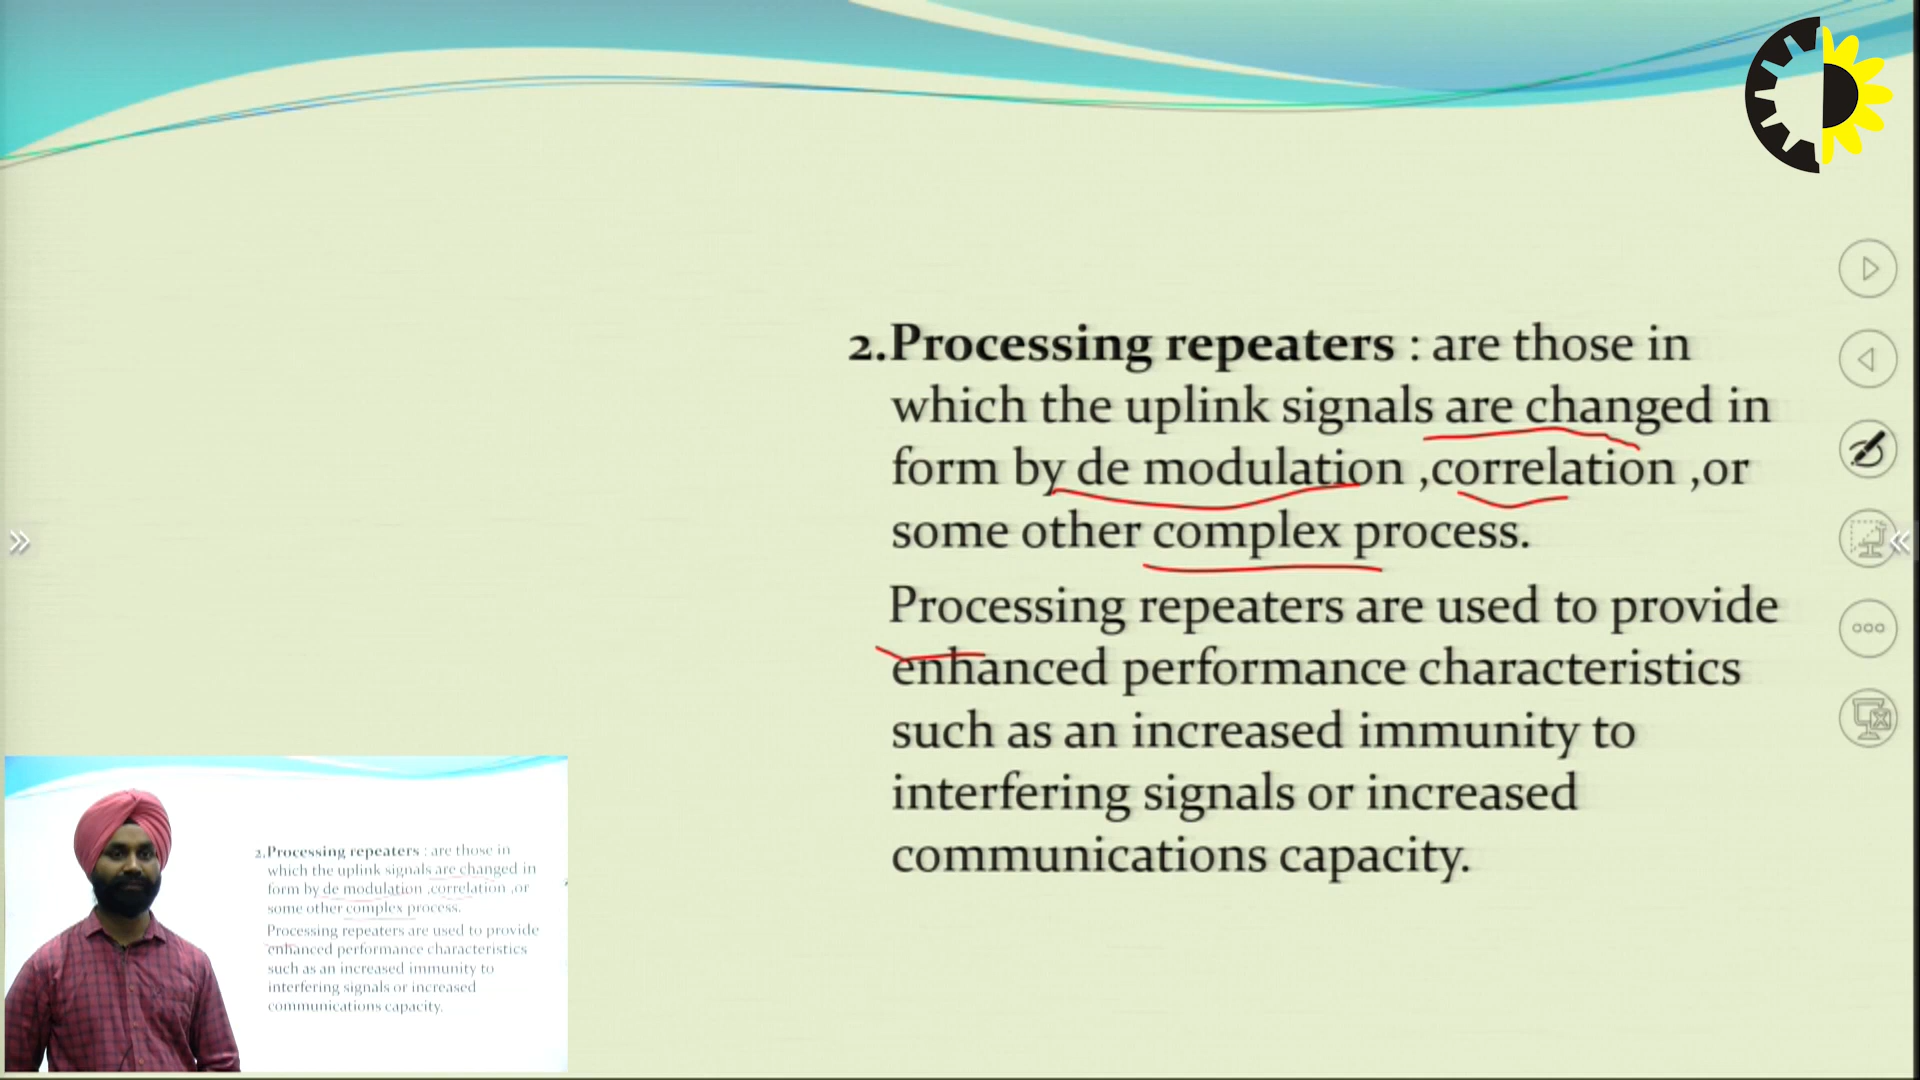 2.Processing repeaters : are those in
which the uplink signals are changed in
form by de modulation ,correlation ,or
some other complex process.
Processing repeaters are used to provide
enhanced performance characteristics
such as an increased immunity to
interfering signals or increased
communications capacity.
2.Processing repeaters : are those in
which the uplink signals are changed in
form by de modulation ,correlation ,or
some other complex process.
Processing repeaters are used to provide
enhanced performance characteristics
such as an increased immunity to
interfering signals or increased
communications capacity.